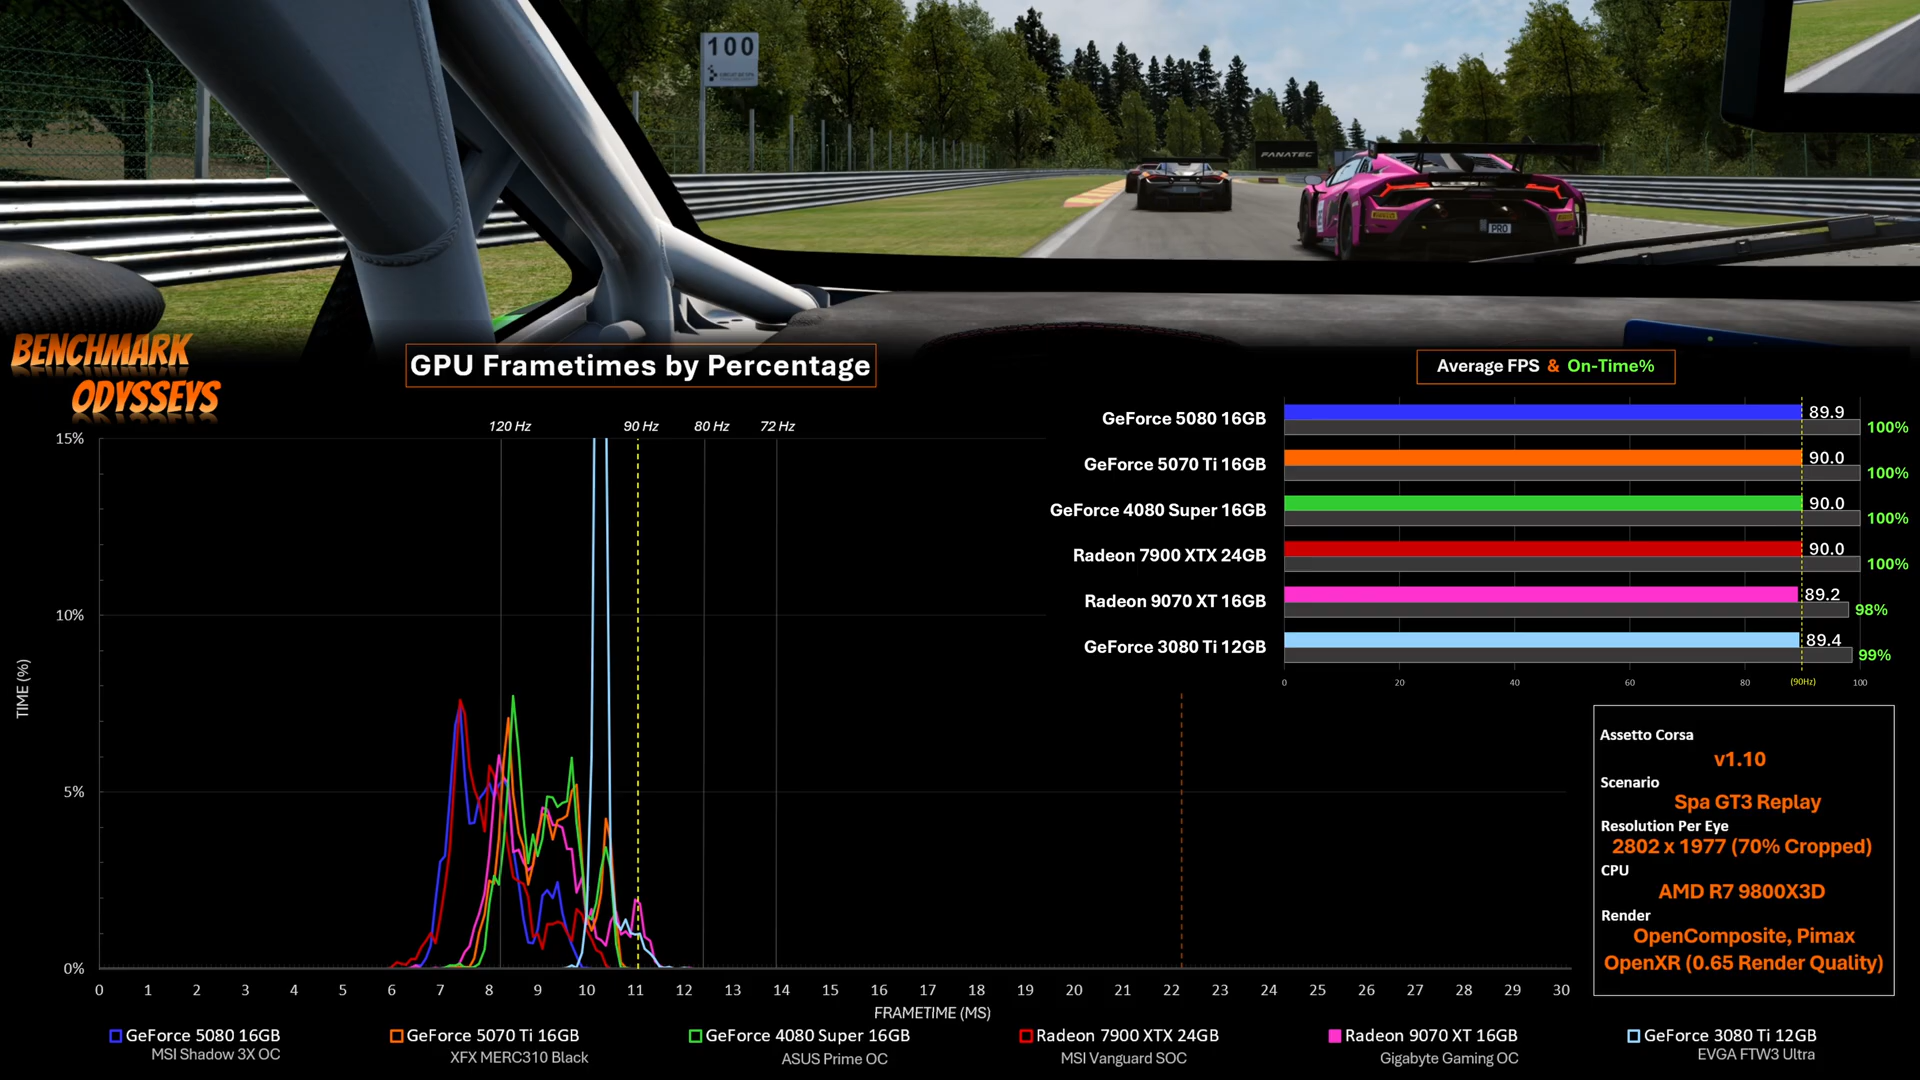 100
FANATEC
PRO
BENCHMARK
ODYSSEYS
GPU Frametimes by Percentage
120 Hz
90 Hz
80 Hz
72 Hz
15%
10%
5%
0%
TIME (%)
0 1 2 3 4 5 6 7 8 9 10 11 12 13 14 15 16 17 18 19 20 21 22 23 24 25 26 27 28 29 30
FRAMETIME (MS)
Average FPS & On-Time%
GeForce 5080 16GB 89.9 100%
GeForce 5070 Ti 16GB 90.0 100%
GeForce 4080 Super 16GB 90.0 100%
Radeon 7900 XTX 24GB 90.0 100%
Radeon 9070 XT 16GB 89.2 98%
GeForce 3080 Ti 12GB 89.4 99%
0 20 40 60 80 (90Hz) 100
Assetto Corsa
v1.10
Scenario
Spa GT3 Replay
Resolution Per Eye
2802 x 1977 (70% Cropped)
CPU
AMD R7 9800X3D
Render
OpenComposite, Pimax
OpenXR (0.65 Render Quality)
GeForce 5080 16GB
MSI Shadow 3X OC
GeForce 5070 Ti 16GB
XFX MERC310 Black
GeForce 4080 Super 16GB
ASUS Prime OC
Radeon 7900 XTX 24GB
MSI Vanguard SOC
Radeon 9070 XT 16GB
Gigabyte Gaming OC
GeForce 3080 Ti 12GB
EVGA FTW3 Ultra